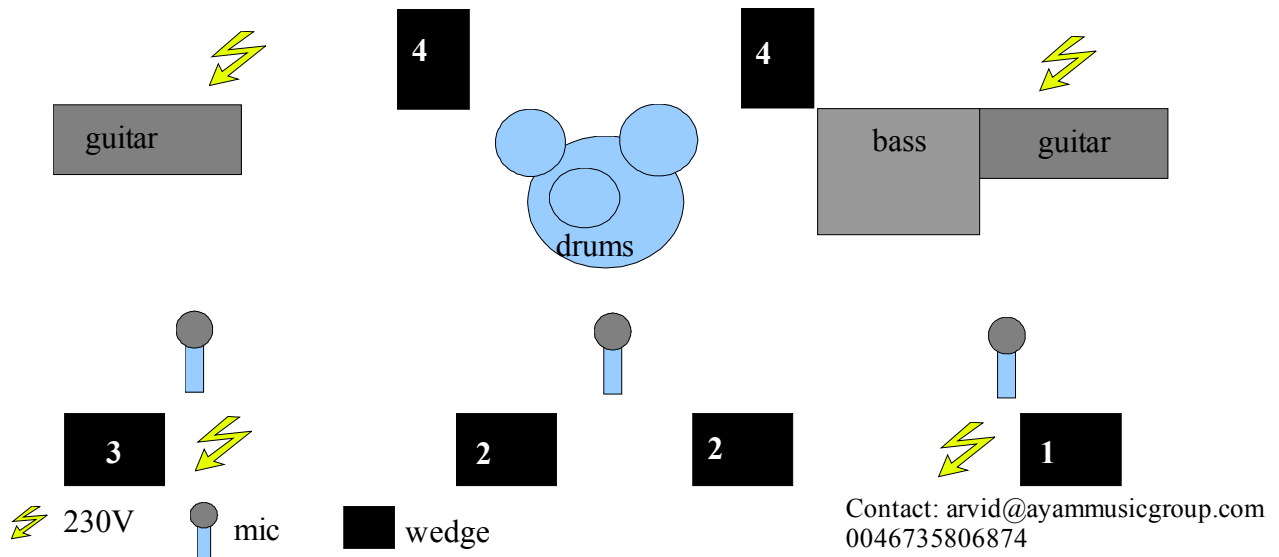 4
4
guitar
bass
guitar
drums
3
2
2
1
230V
mic
wedge
Contact: arvid@ayammusicgroup.com
0046735806874